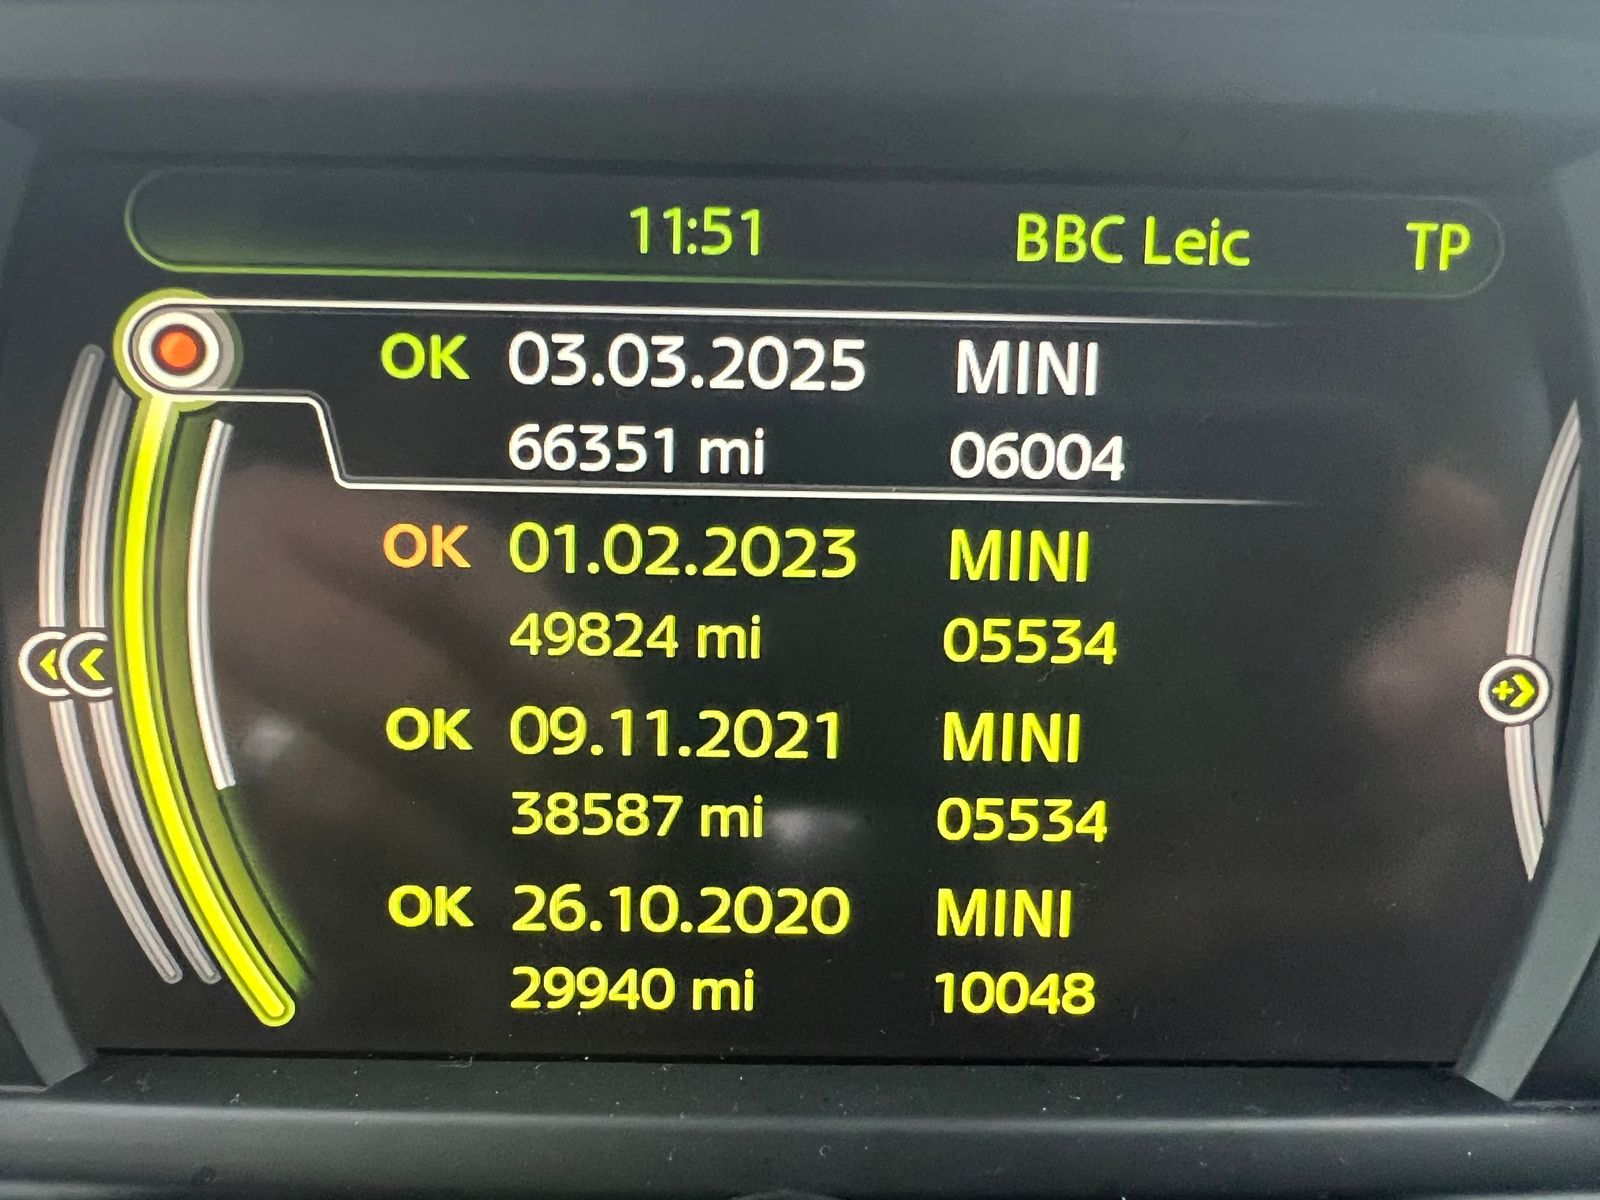 11:51 BBC Leic TP
OK 03.03.2025 MINI
66351 mi 06004
OK 01.02.2023 MINI
49824 mi 05534
OK 09.11.2021 MINI
38587 mi 05534
OK 26.10.2020 MINI
29940 mi 10048